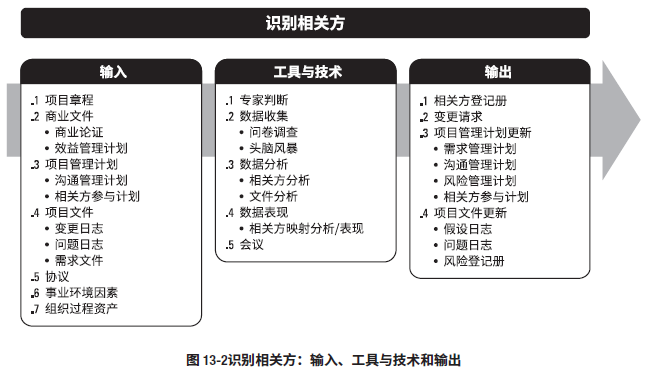 识别相关方
输入
.1 项目章程
.2 商业文件
• 商业论证
• 效益管理计划
.3 项目管理计划
• 沟通管理计划
• 相关方参与计划
.4 项目文件
• 变更日志
• 问题日志
• 需求文件
.5 协议
.6 事业环境因素
.7 组织过程资产
工具与技术
.1 专家判断
.2 数据收集
• 问卷调查
• 头脑风暴
.3 数据分析
• 相关方分析
• 文件分析
.4 数据表现
• 相关方映射分析/表现
.5 会议
输出
.1 相关方登记册
.2 变更请求
.3 项目管理计划更新
• 需求管理计划
• 沟通管理计划
• 风险管理计划
• 相关方参与计划
.4 项目文件更新
• 假设日志
• 问题日志
• 风险登记册
图 13-2识别相关方：输入、工具与技术和输出